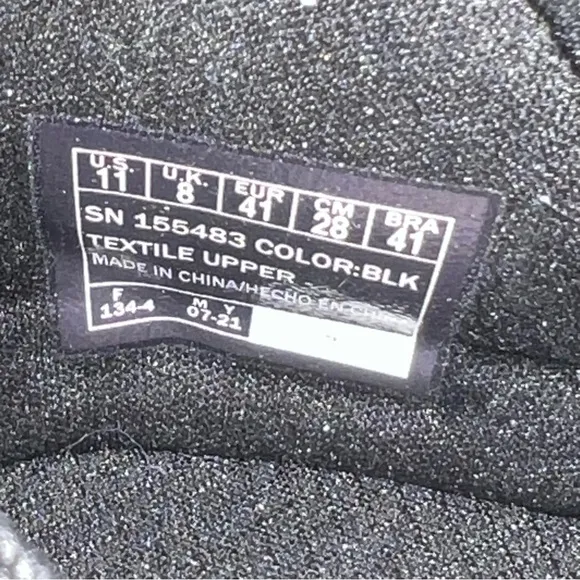 U.S. U.K. EUR CM BRA
11 8 41 28 41
SN 155483 COLOR:BLK
TEXTILE UPPER
MADE IN CHINA/HECHO EN CHINA
F M Y
134-4 07-21